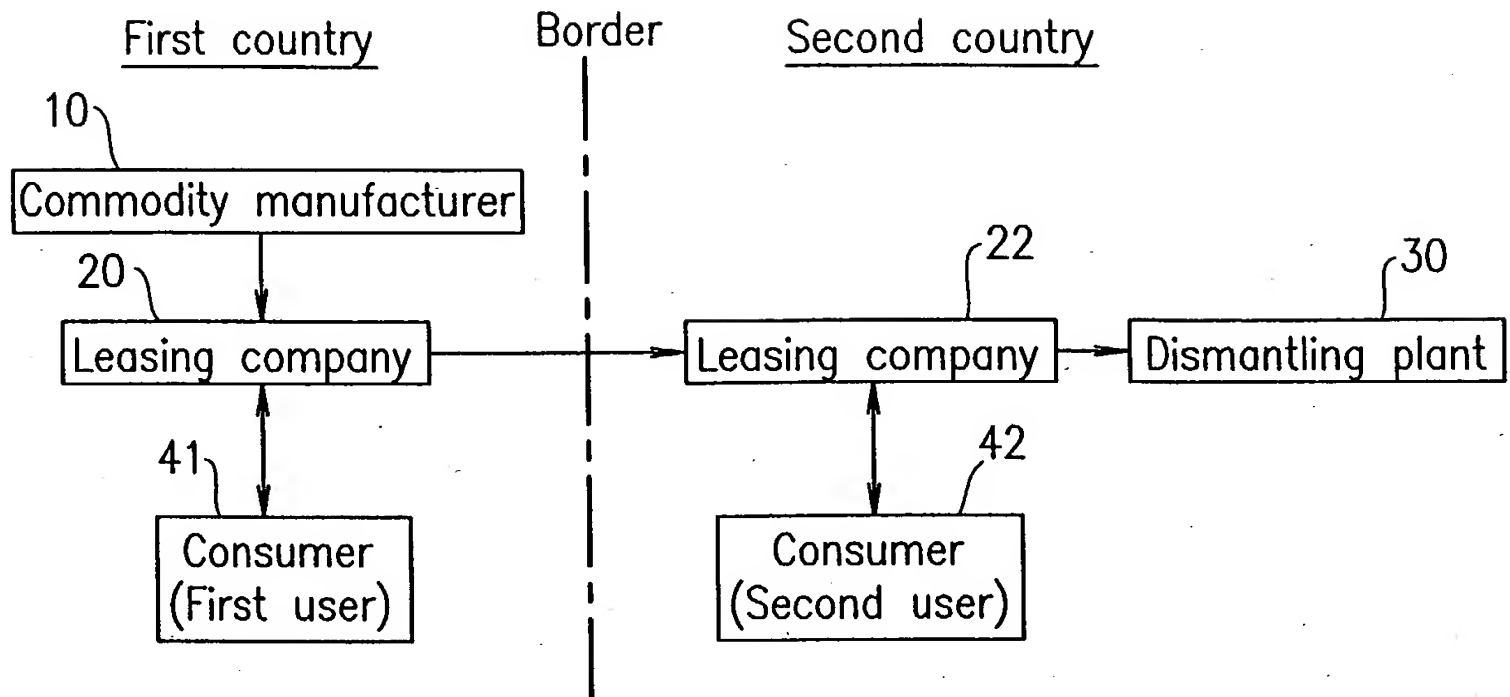 First country
Border
Second country
10
Commodity manufacturer
20
Leasing company
22
Leasing company
30
Dismantling plant
41
Consumer
(First user)
42
Consumer
(Second user)